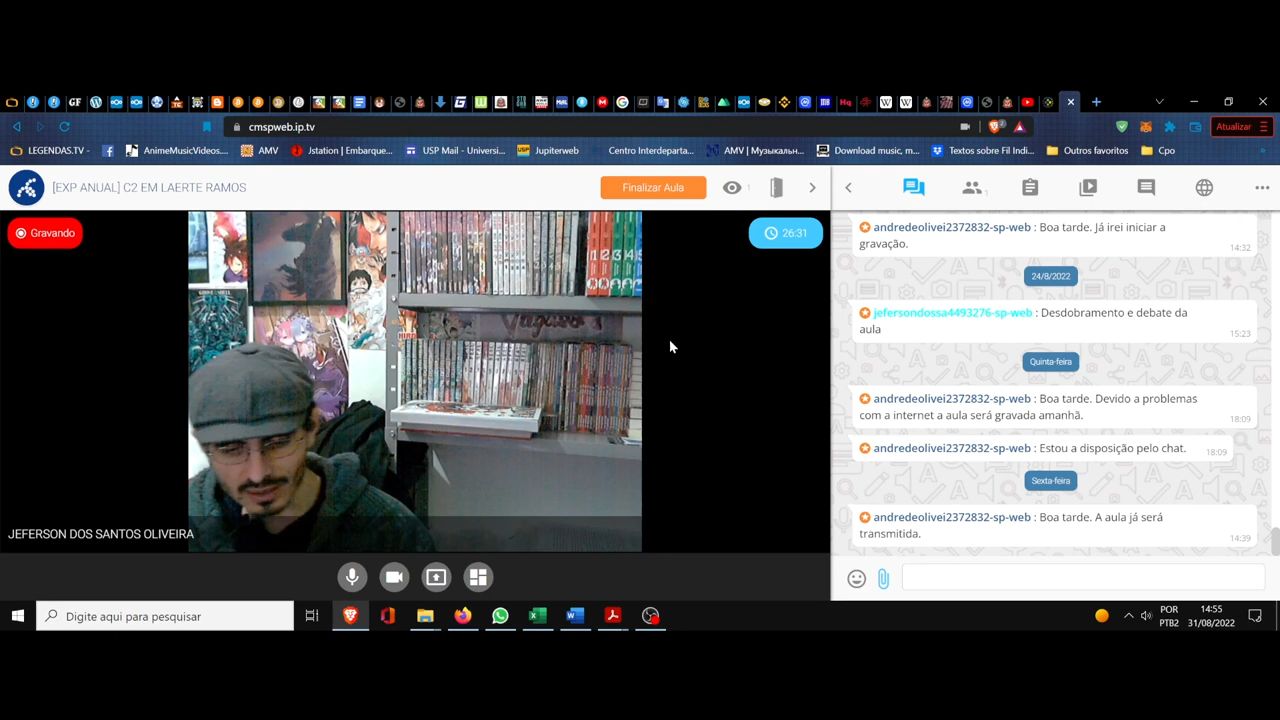 cmspweb.ip.tv
Atualizar
LEGENDAS.TV -
AnimeMusicVideos...
AMV
Jstation | Embarque...
USP Mail - Universi...
Jupiterweb
Centro Interdeparta...
AMV | Музыкальн...
Download music, m...
Textos sobre Fil Indi...
Outros favoritos
Cpo
[EXP ANUAL] C2 EM LAERTE RAMOS
Finalizar Aula
1
1
Gravando
26:31
JEFERSON DOS SANTOS OLIVEIRA
andredeolivei2372832-sp-web : Boa tarde. Já irei iniciar a
gravação.
14:32
24/8/2022
jefersondossa4493276-sp-web : Desdobramento e debate da
aula
15:23
Quinta-feira
andredeolivei2372832-sp-web : Boa tarde. Devido a problemas
com a internet a aula será gravada amanhã.
18:09
andredeolivei2372832-sp-web : Estou a disposição pelo chat.
18:09
Sexta-feira
andredeolivei2372832-sp-web : Boa tarde. A aula já será
transmitida.
14:39
Digite aqui para pesquisar
POR
PTB2
14:55
31/08/2022